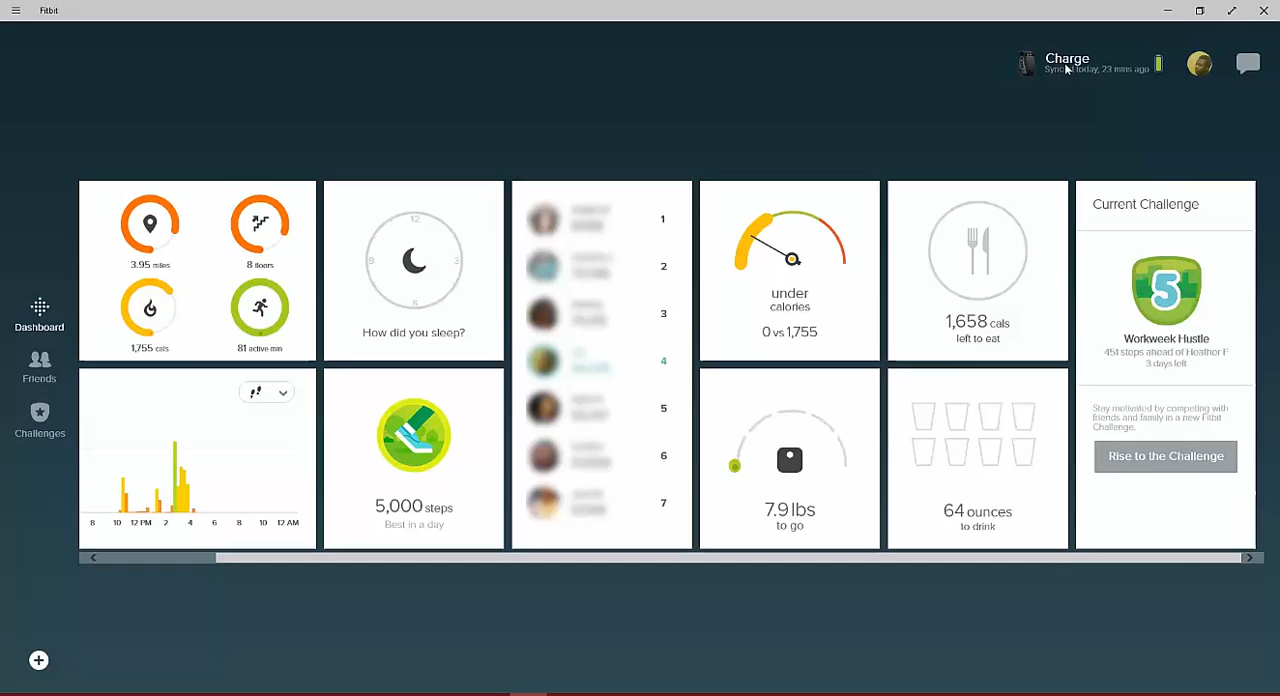 Fitbit
Charge
Synced today, 23 mins ago
Dashboard
Friends
Challenges
3.95 miles
8 floors
1,755 cals
81 active min
8 10 12 PM 2 4 6 8 10 12 AM
12
9 3
6
How did you sleep?
5,000 steps
Best in a day
1
2
3
4
5
6
7
under
calories
0 vs 1,755
7.9 lbs
to go
1,658 cals
left to eat
64 ounces
to drink
Current Challenge
5
Workweek Hustle
451 steps ahead of Heather F
3 days left
Stay motivated by competing with
friends and family in a new Fitbit
Challenge.
Rise to the Challenge